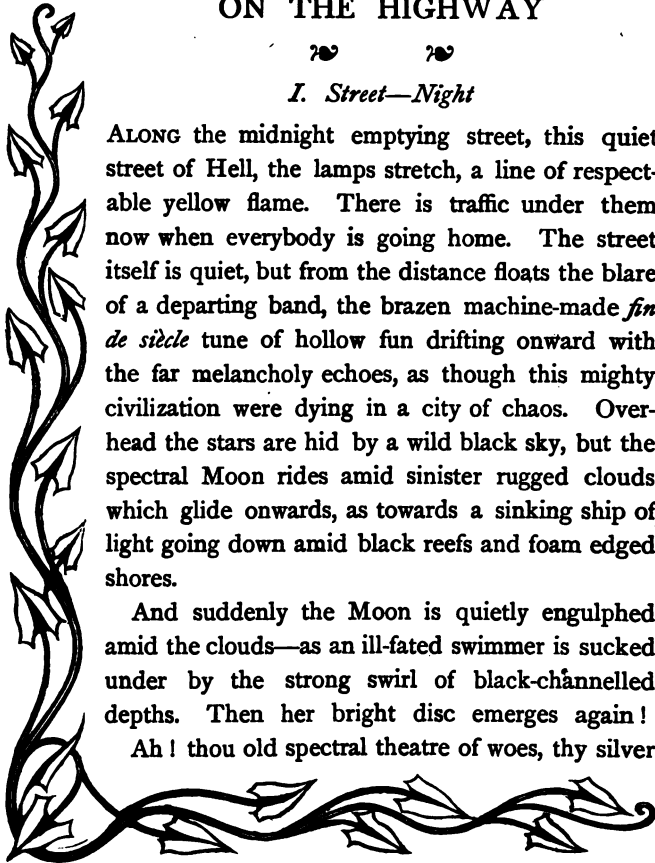 ON THE HIGHWAY
I. Street—Night
ALONG the midnight emptying street, this quiet
street of Hell, the lamps stretch, a line of respect-
able yellow flame. There is traffic under them
now when everybody is going home. The street
itself is quiet, but from the distance floats the blare
of a departing band, the brazen machine-made fin
de siècle tune of hollow fun drifting onward with
the far melancholy echoes, as though this mighty
civilization were dying in a city of chaos. Over-
head the stars are hid by a wild black sky, but the
spectral Moon rides amid sinister rugged clouds
which glide onwards, as towards a sinking ship of
light going down amid black reefs and foam edged
shores.
And suddenly the Moon is quietly engulphed
amid the clouds—as an ill-fated swimmer is sucked
under by the strong swirl of black-channelled
depths. Then her bright disc emerges again !
Ah ! thou old spectral theatre of woes, thy silver